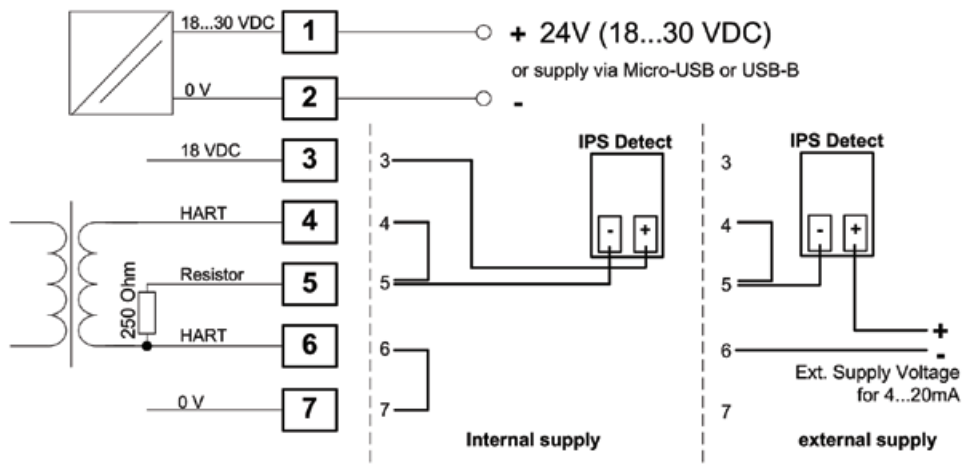 18...30 VDC
1
+ 24V (18...30 VDC)
or supply via Micro-USB or USB-B
0 V
2
-
18 VDC
3
HART
4
Resistor
5
250 Ohm
HART
6
0 V
7
3
IPS Detect
4
- +
5
6
7
Internal supply
3
IPS Detect
4
- +
5
+
6
-
Ext. Supply Voltage
for 4...20mA
7
external supply